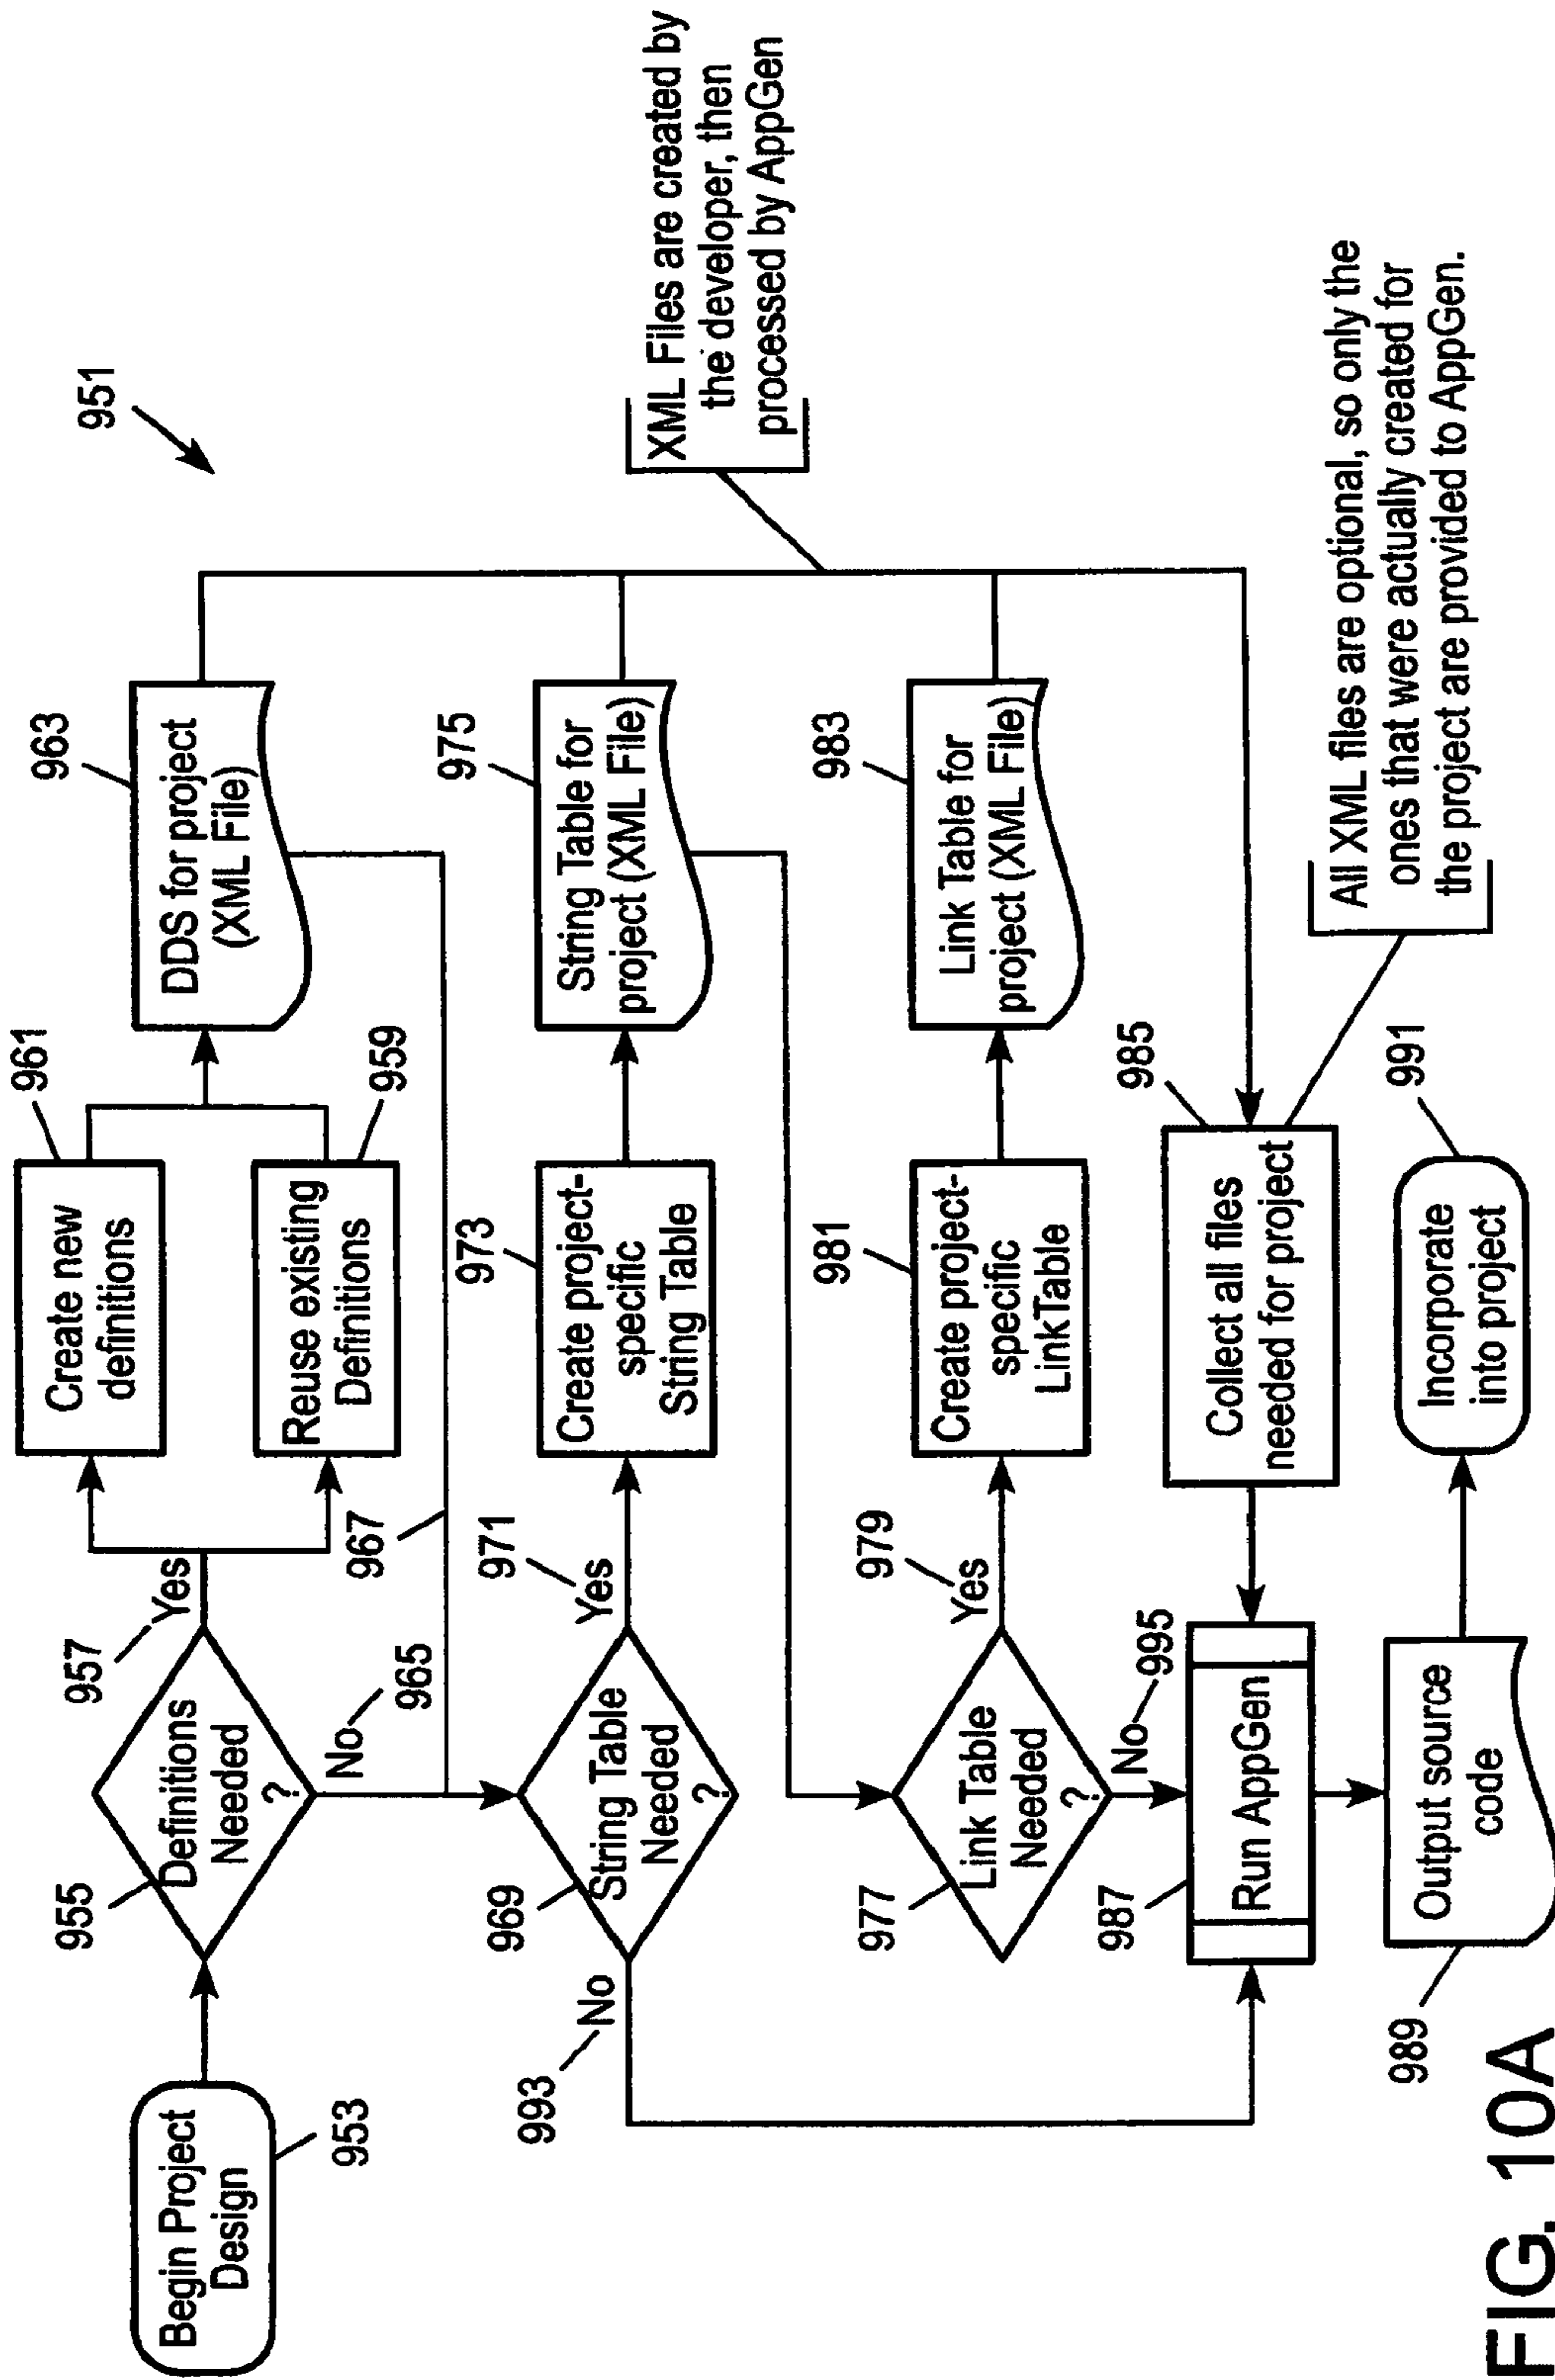 951
Begin Project
Design
953
955
Definitions
Needed
?
957
Yes
No
965
967
961
Create new
definitions
Reuse existing
Definitions
959
963
DDS for project
(XML File)
969
String Table
Needed
?
971
Yes
993
No
973
Create project-
specific
String Table
975
String Table for
project (XML File)
XML Files are created by
the developer, then
processed by AppGen
977
Link Table
Needed
?
979
Yes
No
995
981
Create project-
specific
LinkTable
983
Link Table for
project (XML File)
987
Run AppGen
985
Collect all files
needed for project
All XML files are optional, so only the
ones that were actually created for
the project are provided to AppGen.
989
Output source
code
991
Incorporate
into project
FIG. 10A